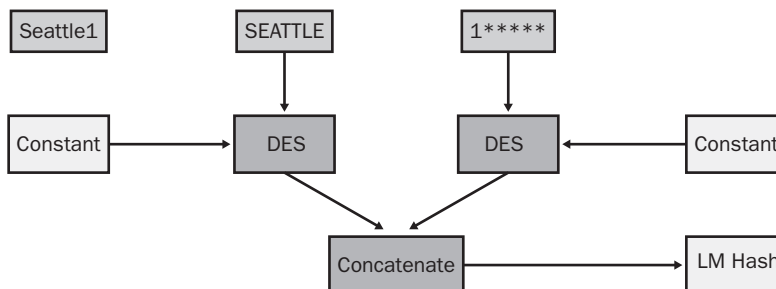 Seattle1
SEATTLE
1*****
Constant
DES
DES
Constant
Concatenate
LM Hash